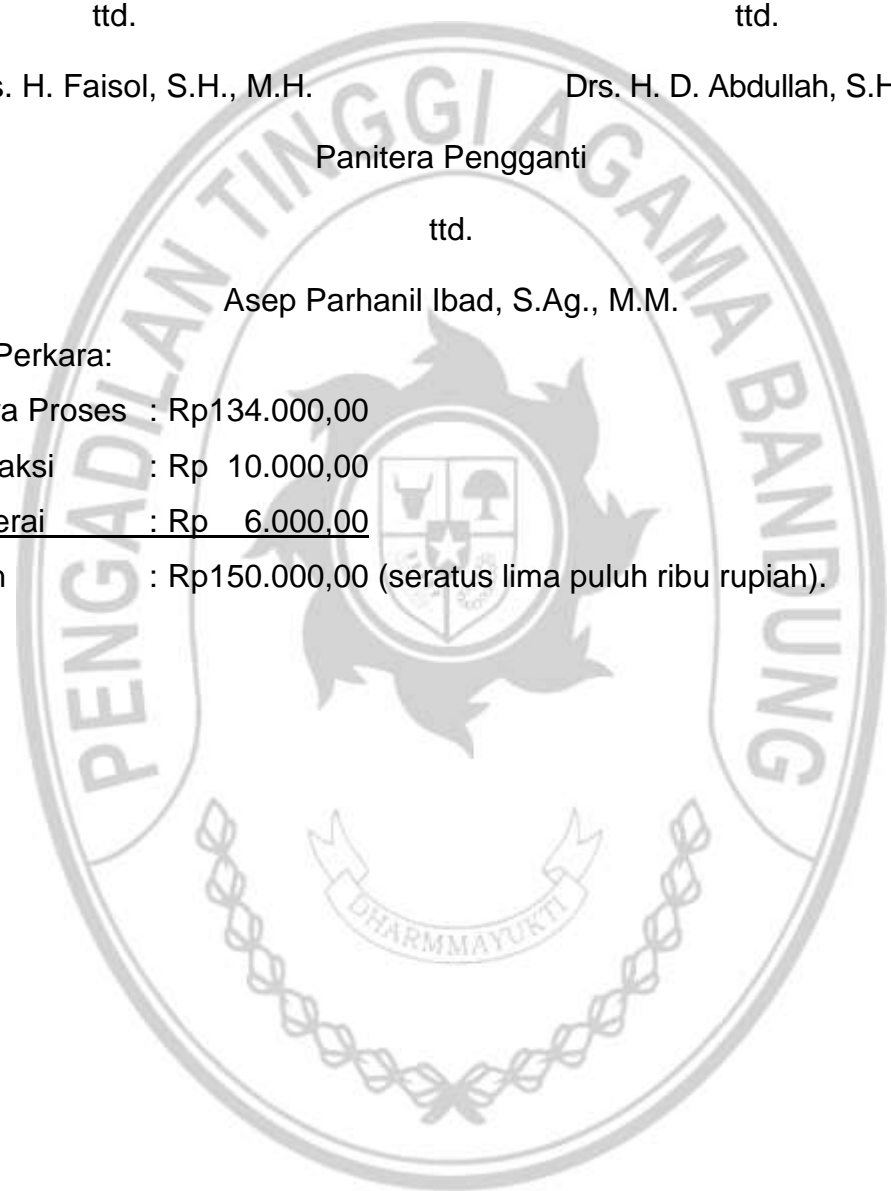 ttd. ttd.
s. H. Faisol, S.H., M.H. Drs. H. D. Abdullah, S.H
Panitera Pengganti
ttd.
Asep Parhanil Ibad, S.Ag., M.M.
Perkara:
a Proses : Rp134.000,00
aksi : Rp 10.000,00
erai : Rp 6.000,00
n : Rp150.000,00 (seratus lima puluh ribu rupiah).
PENGADILAN TINGGI AGAMA BANDUNG
DHARMMAYUKTI